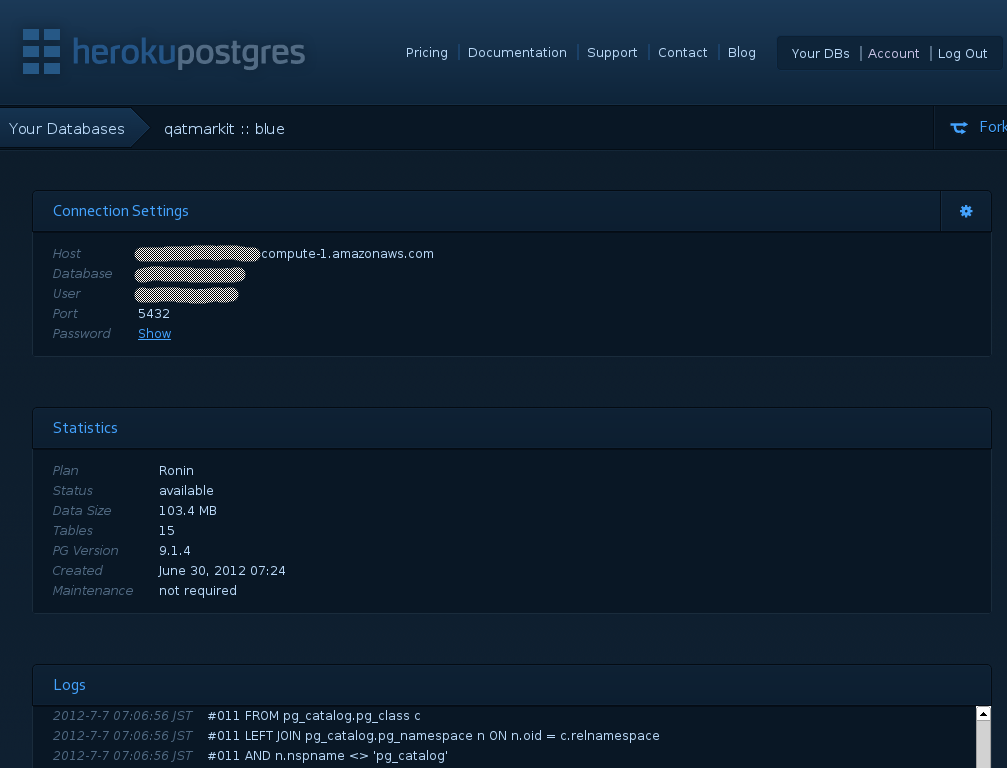 herokupostgres
Pricing Documentation Support Contact Blog Your DBs Account Log Out
Your Databases qatmarkit :: blue Fork
Connection Settings
Host compute-1.amazonaws.com
Database
User
Port 5432
Password Show
Statistics
Plan Ronin
Status available
Data Size 103.4 MB
Tables 15
PG Version 9.1.4
Created June 30, 2012 07:24
Maintenance not required
Logs
2012-7-7 07:06:56 JST #011 FROM pg_catalog.pg_class c
2012-7-7 07:06:56 JST #011 LEFT JOIN pg_catalog.pg_namespace n ON n.oid = c.relnamespace
2012-7-7 07:06:56 JST #011 AND n.nspname <> 'pg_catalog'